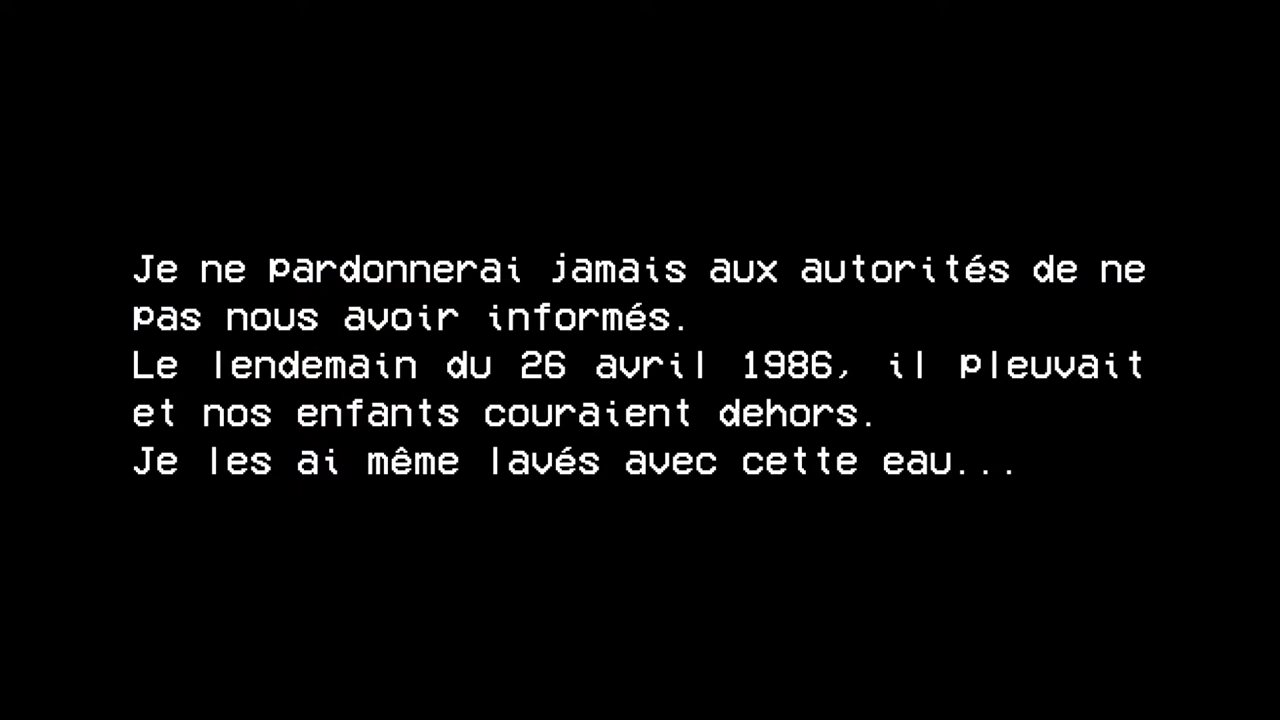 Je ne pardonnerai jamais aux autorités de ne
pas nous avoir informés.
Le lendemain du 26 avril 1986, il pleuvait
et nos enfants couraient dehors.
Je les ai même lavés avec cette eau...